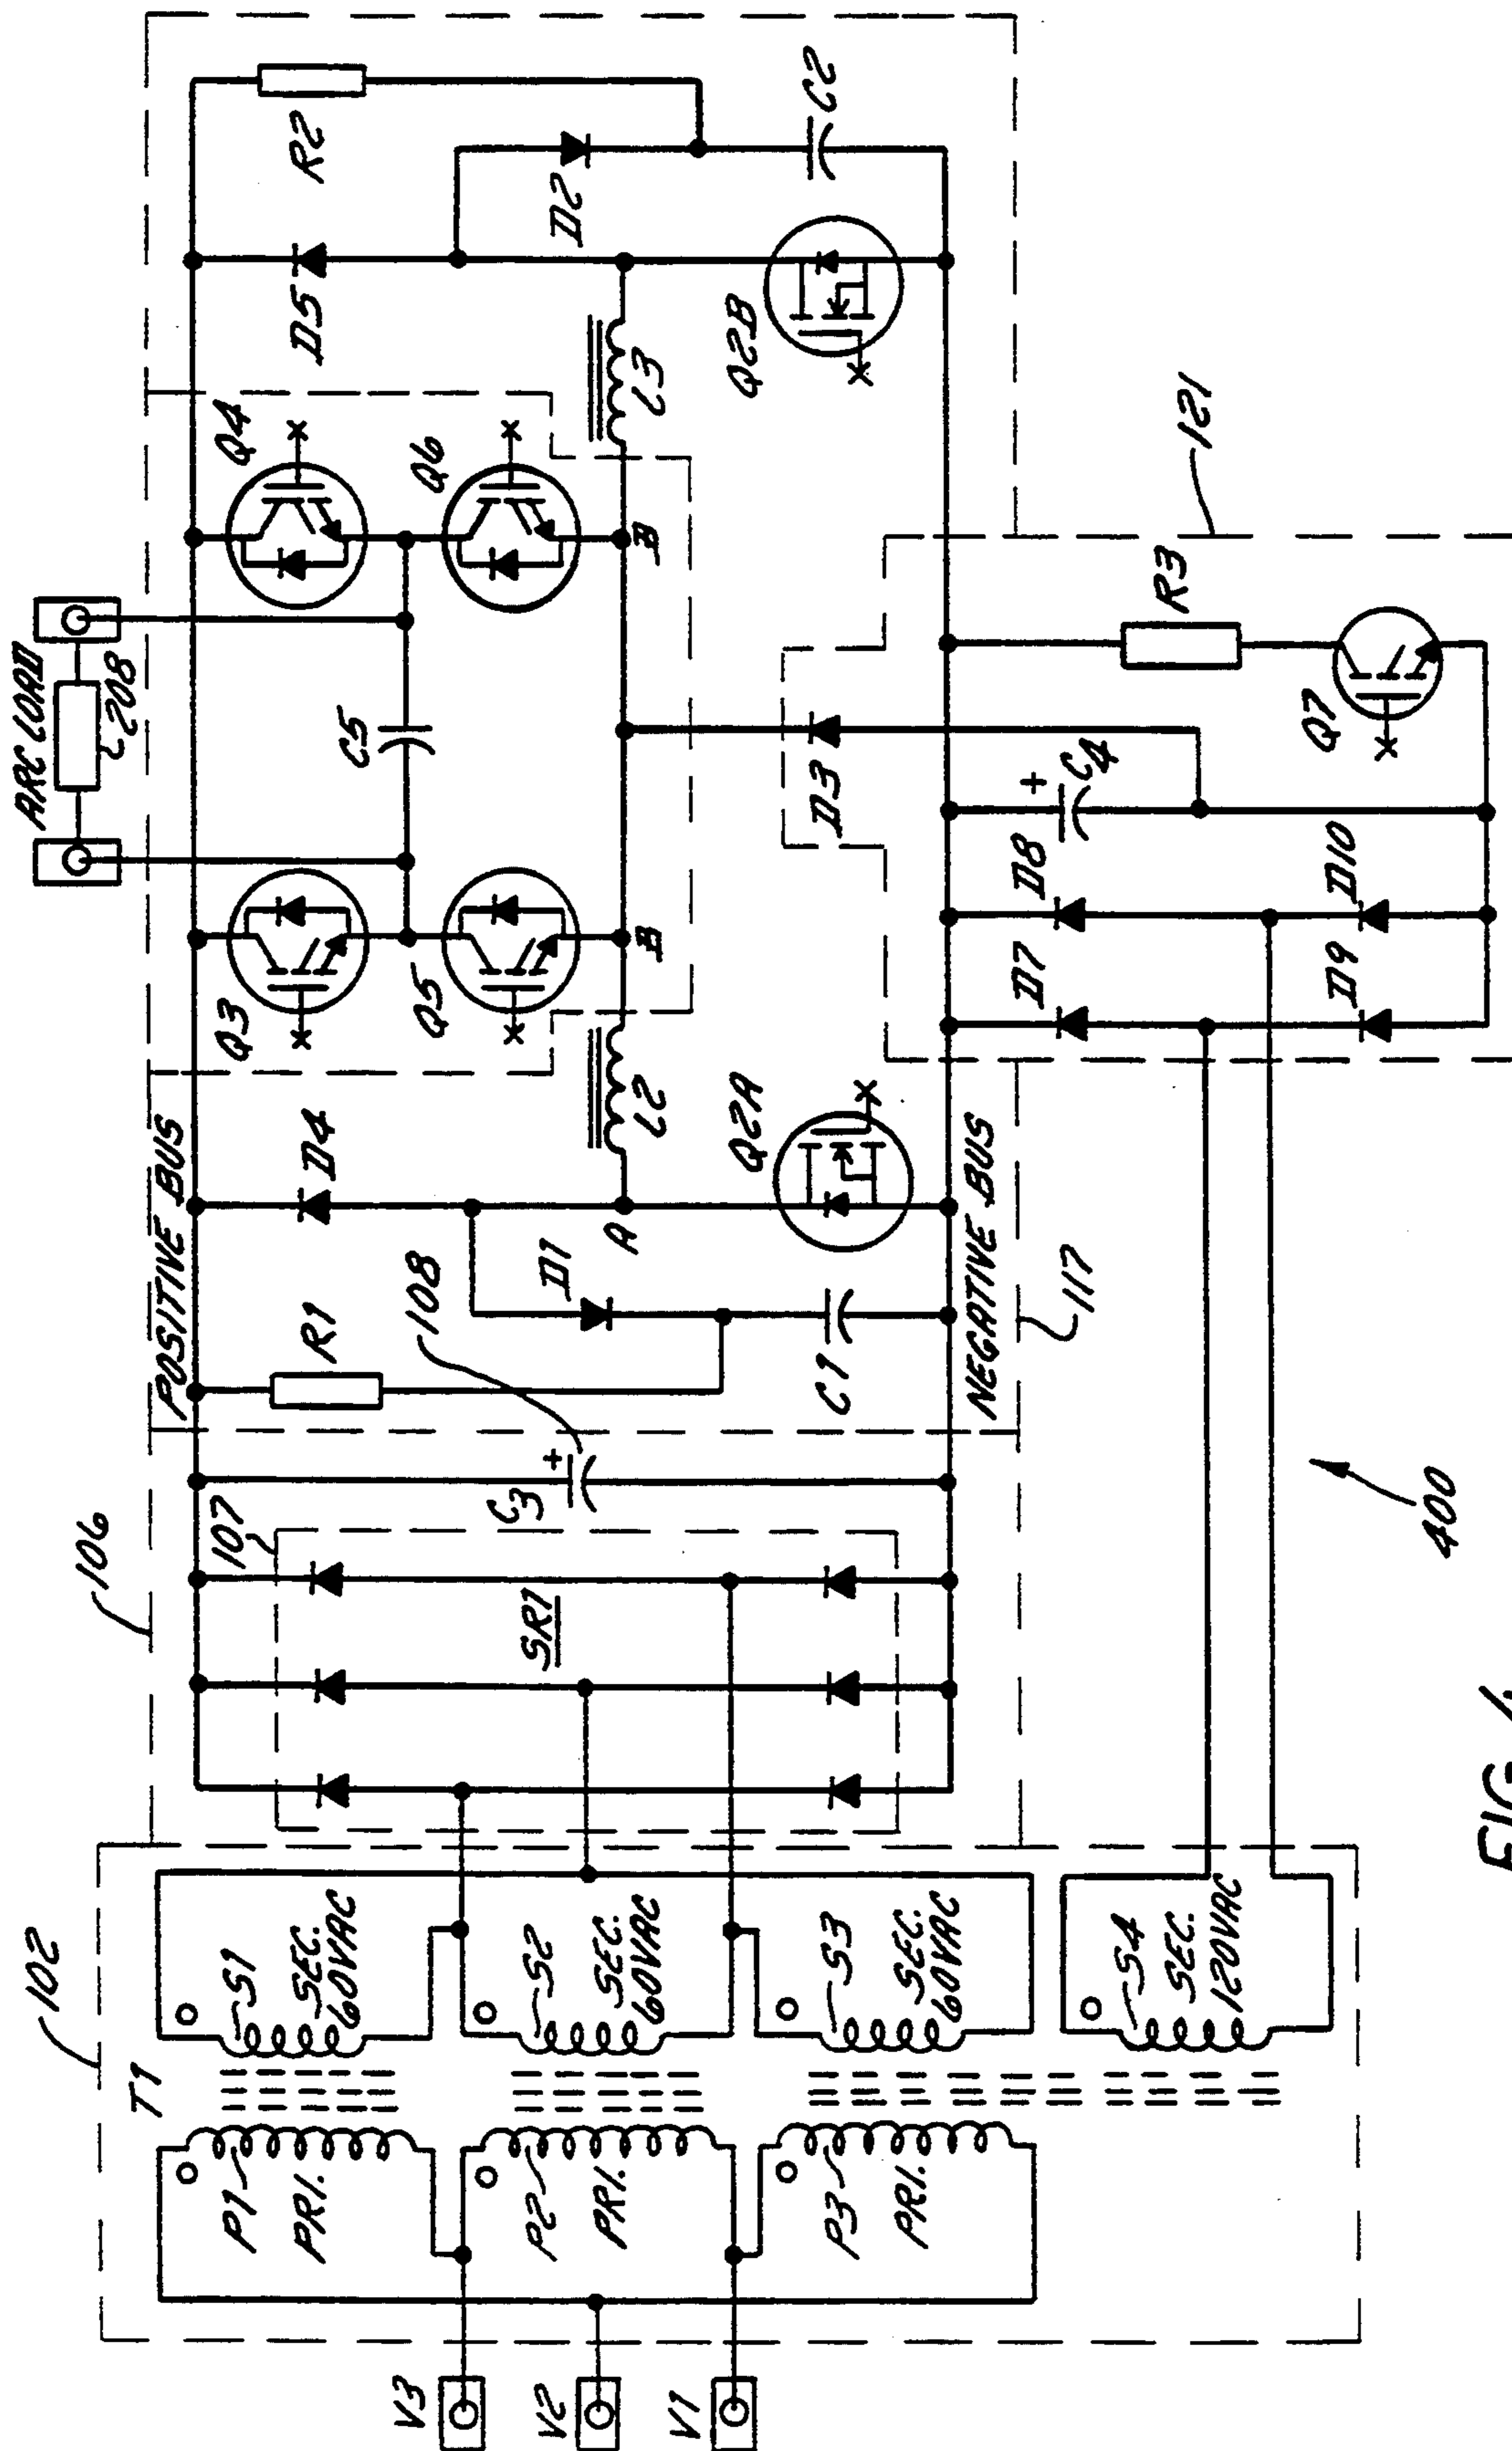 102
T1
P1
PRI.
S1
SEC.
60VAC
P2
PRI.
S2
SEC.
60VAC
P3
PRI.
S3
SEC.
60VAC
S4
SEC.
120VAC
V3
V2
V1
106
107
SR1
C3
+
108
POSITIVE BUS
R1
D1
C1
D4
A
L2
Q2A
NEGATIVE BUS
117
ARC LOAD
208
Q3
Q5
C5
Q4
Q6
B
B
L3
D5
D2
R2
C2
Q2B
D3
D7
D8
D9
D10
+
C4
Q7
R3
121
400
FIG. 4
X
X
X
X
X
X
X